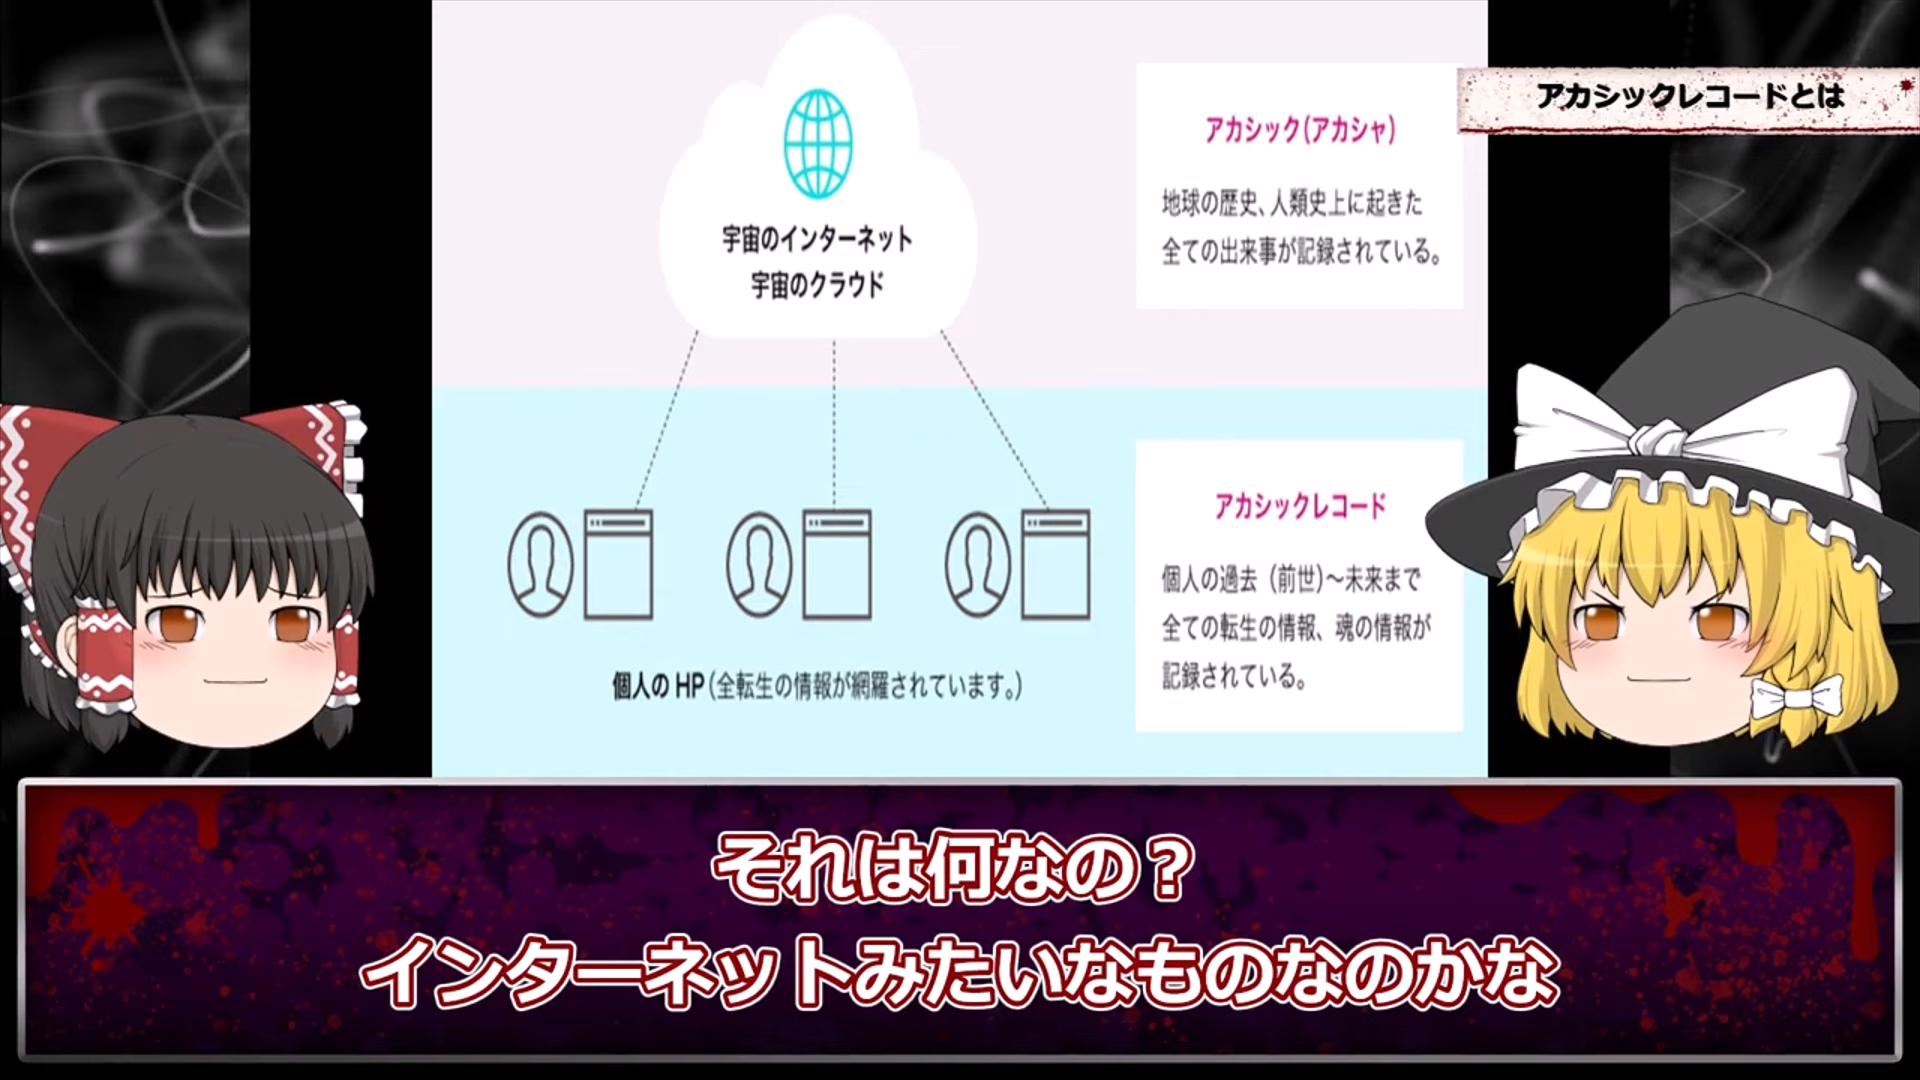 アカシックレコードとは
宇宙のインターネット
宇宙のクラウド
アカシック(アカシャ)
地球の歴史、人類史上に起きた
全ての出来事が記録されている。
個人の HP(全転生の情報が網羅されています。)
アカシックレコード
個人の過去（前世)～未来まで
全ての転生の情報、魂の情報が
記録されている。
それは何なの？
インターネットみたいなものなのかな